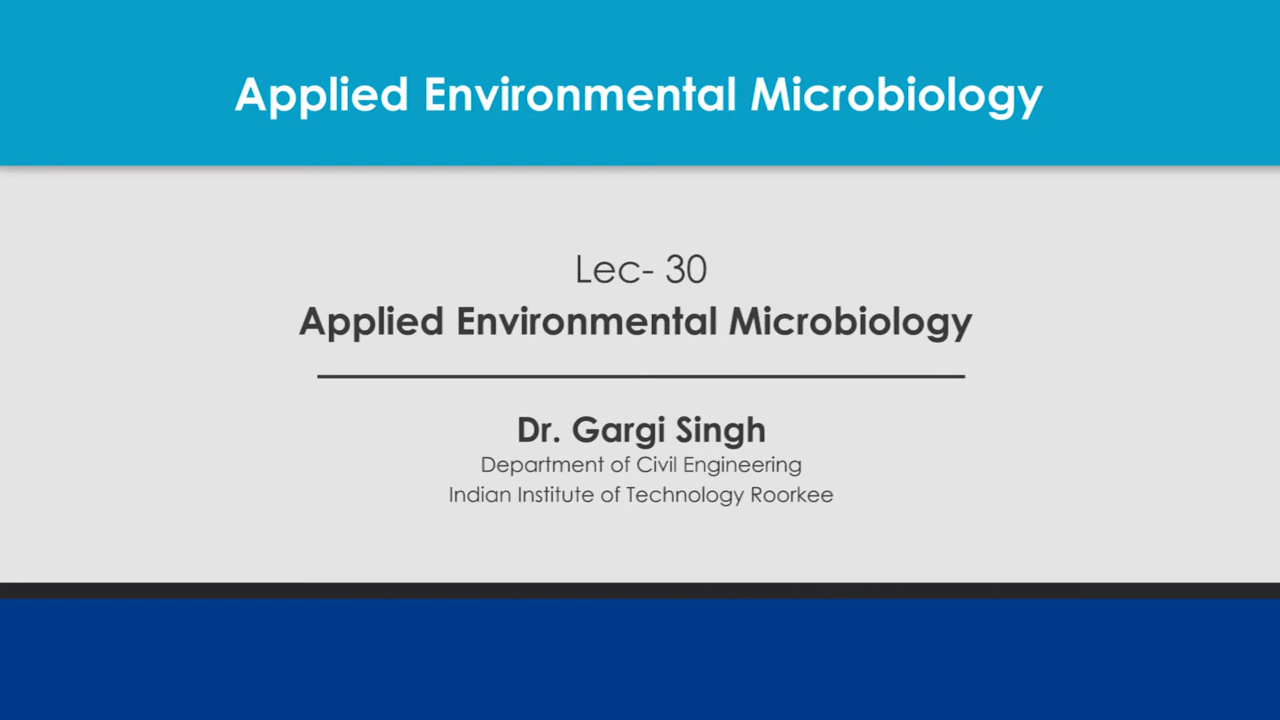 Applied Environmental Microbiology
Lec- 30
Applied Environmental Microbiology
Dr. Gargi Singh
Department of Civil Engineering
Indian Institute of Technology Roorkee